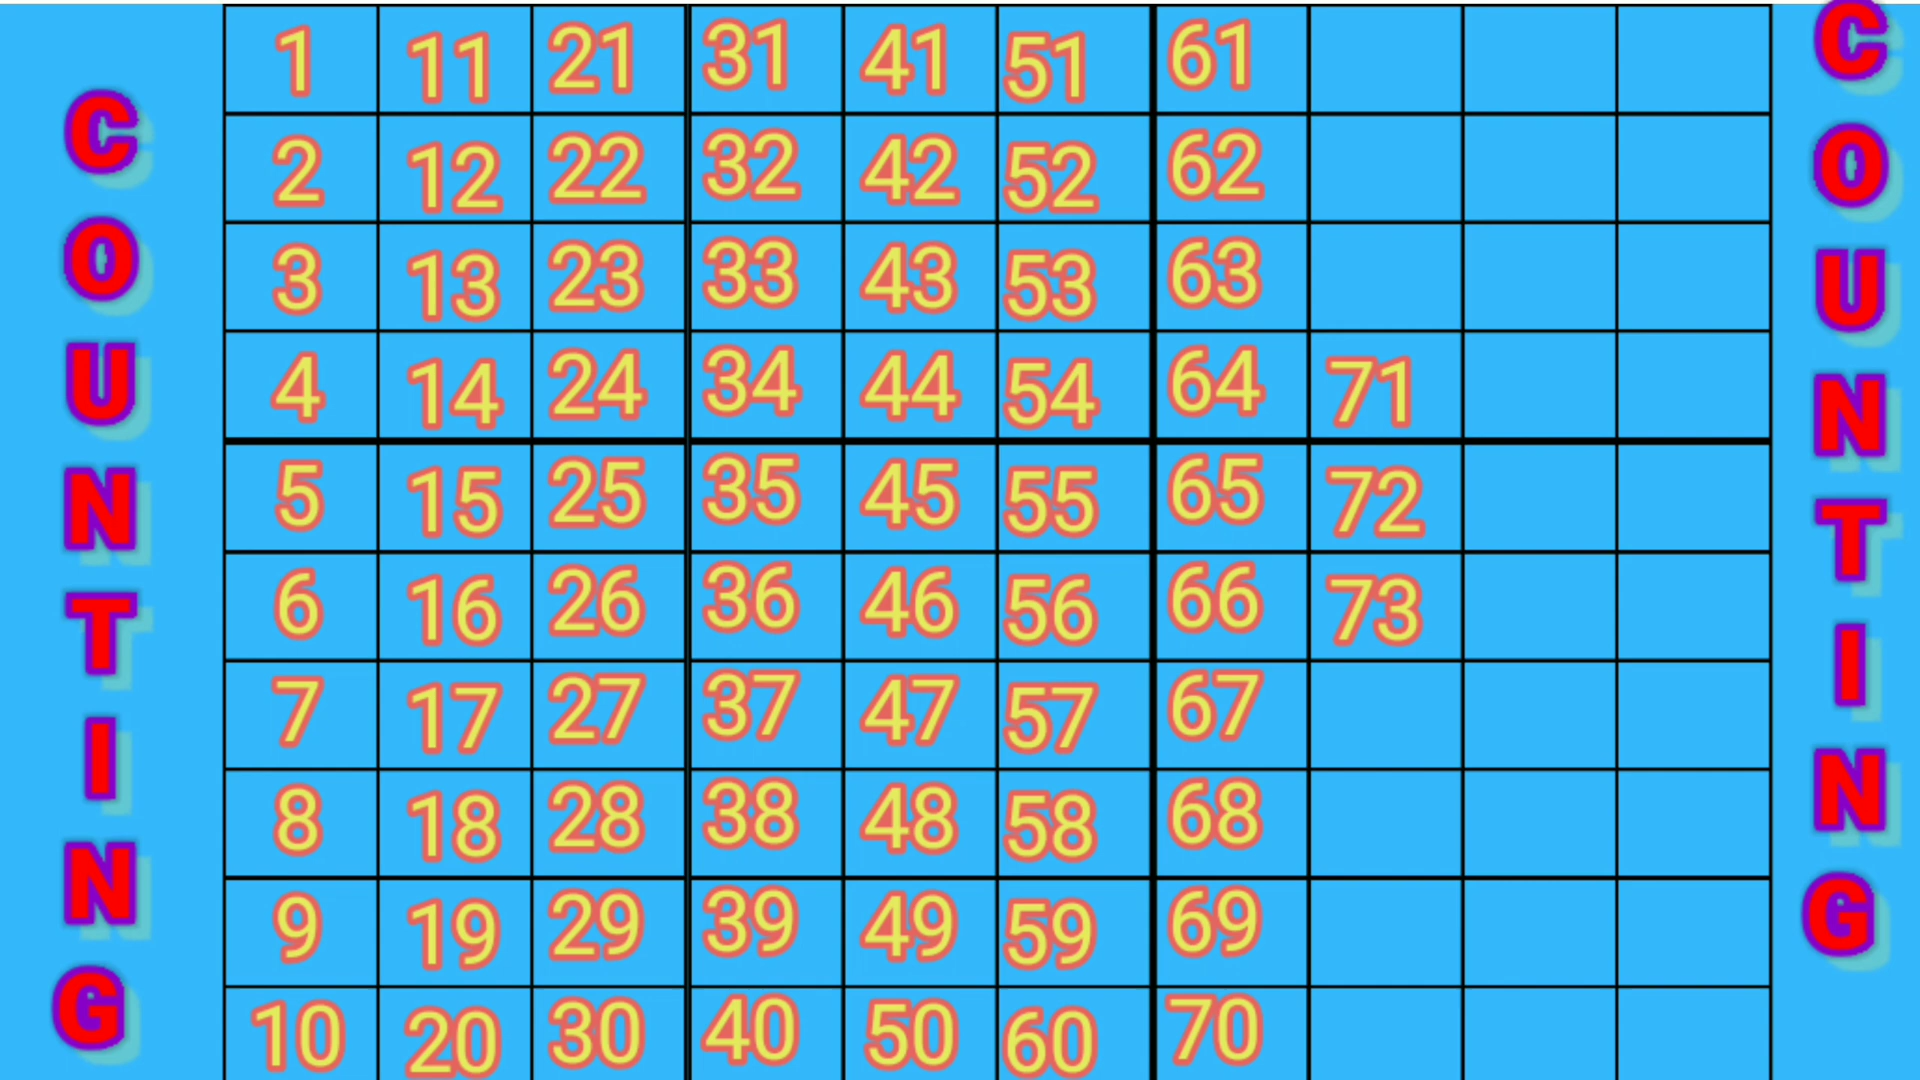 COUNTING
1 11 21 31 41 51 61
2 12 22 32 42 52 62
3 13 23 33 43 53 63
4 14 24 34 44 54 64 71
5 15 25 35 45 55 65 72
6 16 26 36 46 56 66 73
7 17 27 37 47 57 67
8 18 28 38 48 58 68
9 19 29 39 49 59 69
10 20 30 40 50 60 70
COUNTING